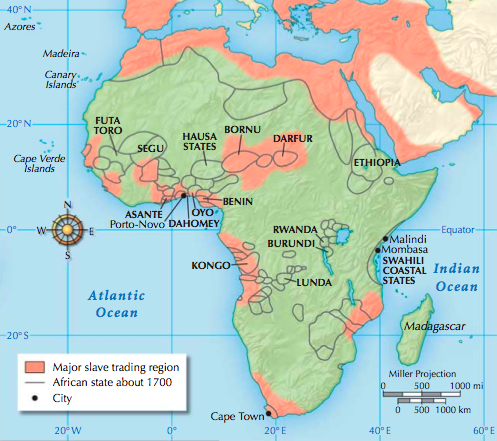 40°N
Azores
Madeira
Canary
Islands
20°N
Cape Verde
Islands
FUTA
TORO
SEGU
HAUSA
STATES
BORNU
DARFUR
ETHIOPIA
BENIN
OYO
ASANTE
Porto-Novo
DAHOMEY
N
W
E
S
0°
Equator
RWANDA
BURUNDI
Malindi
Mombasa
SWAHILI
COASTAL
STATES
Indian
Ocean
KONGO
LUNDA
Atlantic
Ocean
Madagascar
20°S
Major slave trading region
African state about 1700
City
Miller Projection
0 500 1000 mi
0 500 1000 km
Cape Town
20°W
0°
20°E
40°E
60°E